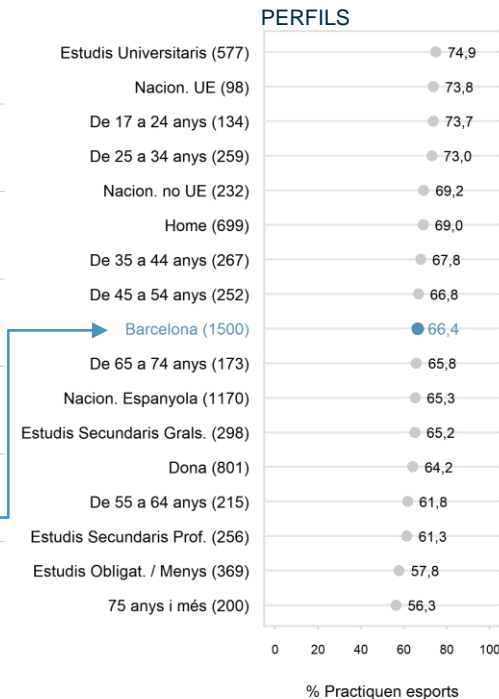 PERFILS
Estudis Universitaris (577) 74,9
Nacion. UE (98) 73,8
De 17 a 24 anys (134) 73,7
De 25 a 34 anys (259) 73,0
Nacion. no UE (232) 69,2
Home (699) 69,0
De 35 a 44 anys (267) 67,8
De 45 a 54 anys (252) 66,8
Barcelona (1500) 66,4
De 65 a 74 anys (173) 65,8
Nacion. Espanyola (1170) 65,3
Estudis Secundaris Grals. (298) 65,2
Dona (801) 64,2
De 55 a 64 anys (215) 61,8
Estudis Secundaris Prof. (256) 61,3
Estudis Obligat. / Menys (369) 57,8
75 anys i més (200) 56,3
0 20 40 60 80 100
% Practiquen esports